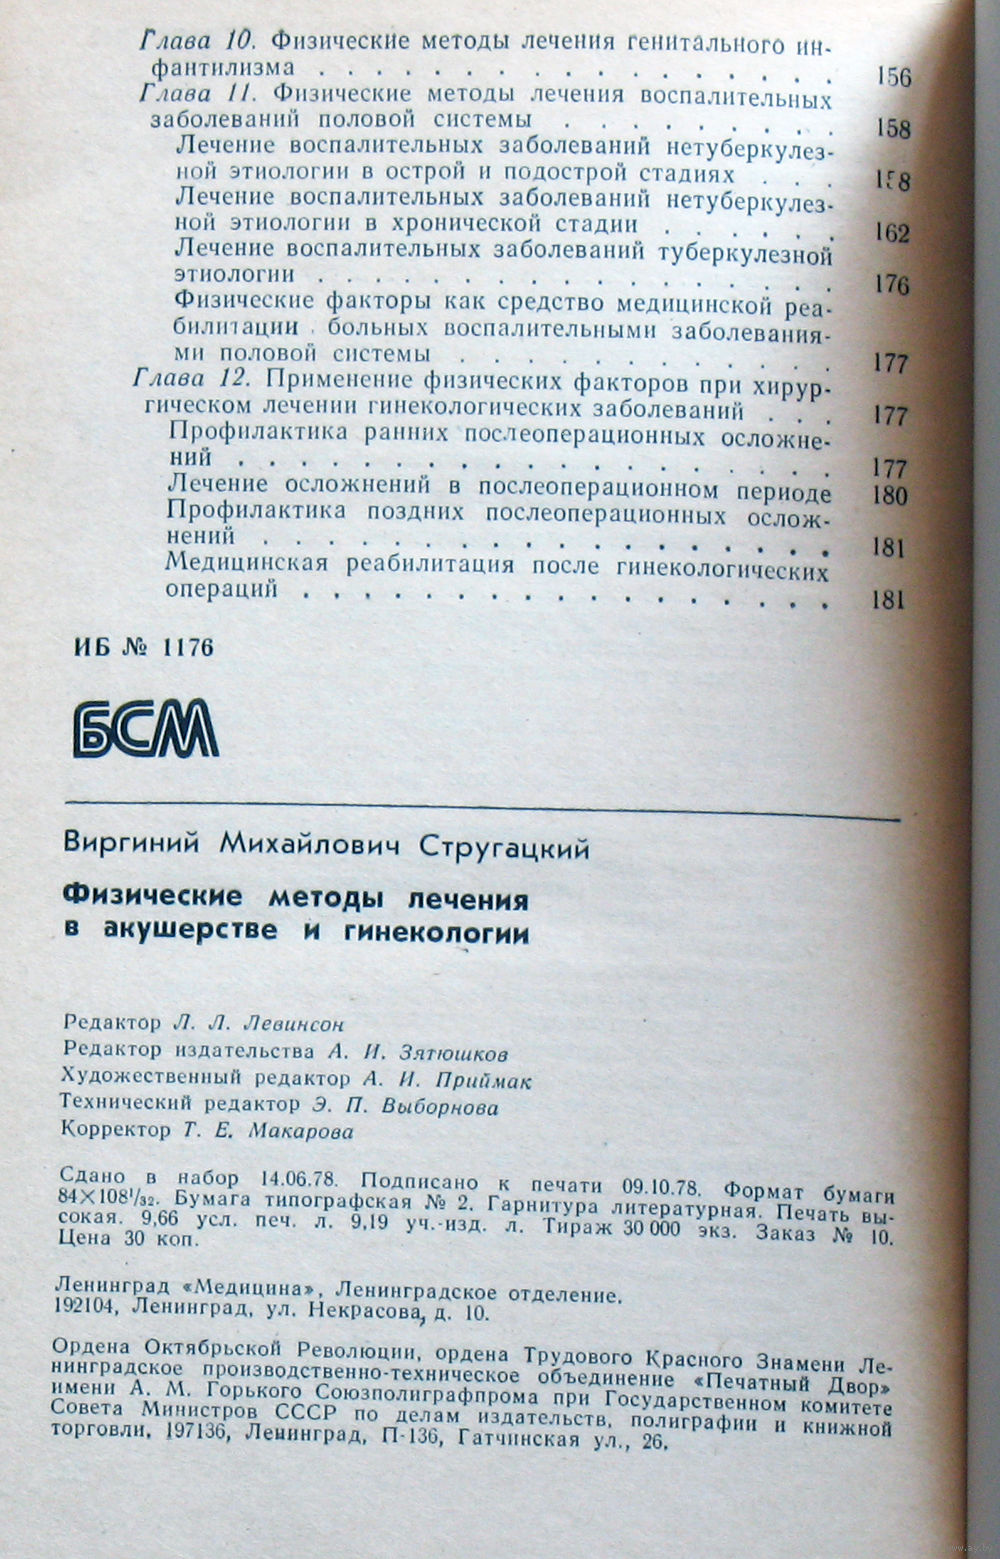 Глава 10. Физические методы лечения генитального ин-
фантилизма . . . . . . . . . . . . . . . . . 156
Глава 11. Физические методы лечения воспалительных
заболеваний половой системы . . . . . . . . . 158
Лечение воспалительных заболеваний нетуберкулез-
ной этиологии в острой и подострой стадиях . . . 158
Лечение воспалительных заболеваний нетуберкулез-
ной этиологии в хронической стадии . . . . . . 162
Лечение воспалительных заболеваний туберкулезной
этиологии . . . . . . . . . . . . . . . . . 176
Физические факторы как средство медицинской реа-
билитации больных воспалительными заболевания-
ми половой системы . . . . . . . . . . . . 177
Глава 12. Применение физических факторов при хирур-
гическом лечении гинекологических заболеваний . . . 177
Профилактика ранних послеоперационных осложне-
ний . . . . . . . . . . . . . . . . . . . . 177
Лечение осложнений в послеоперационном периоде 180
Профилактика поздних послеоперационных ослож-
нений . . . . . . . . . . . . . . . . . . . 181
Медицинская реабилитация после гинекологических
операций . . . . . . . . . . . . . . . . . . 181
ИБ № 1176
БСМ
Виргиний Михайлович Стругацкий
Физические методы лечения
в акушерстве и гинекологии
Редактор Л. Л. Левинсон
Редактор издательства А. И. Зятюшков
Художественный редактор А. И. Приймак
Технический редактор Э. П. Выборнова
Корректор Т. Е. Макарова
Сдано в набор 14.06.78. Подписано к печати 09.10.78. Формат бумаги
84×108¹/₃₂. Бумага типографская № 2. Гарнитура литературная. Печать вы-
сокая. 9,66 усл. печ. л. 9,19 уч.-изд. л. Тираж 30 000 экз. Заказ № 10.
Цена 30 коп.
Ленинград «Медицина», Ленинградское отделение.
192104, Ленинград, ул. Некрасова, д. 10.
Ордена Октябрьской Революции, ордена Трудового Красного Знамени Ле-
нинградское производственно-техническое объединение «Печатный Двор»
имени А. М. Горького Союзполиграфпрома при Государственном комитете
Совета Министров СССР по делам издательств, полиграфии и книжной
торговли. 197136, Ленинград, П-136, Гатчинская ул., 26.